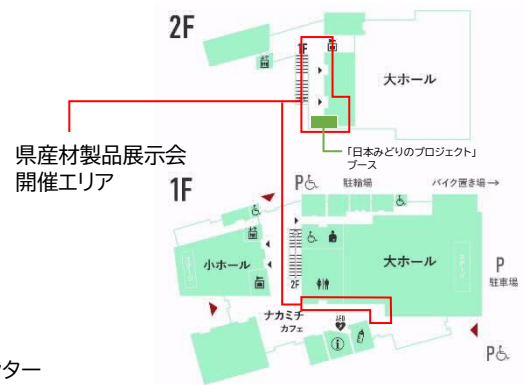 2F
1F
大ホール
県産材製品展示会
開催エリア
「日本みどりのプロジェクト」
ブース
1F
P
駐輪場
バイク置き場→
小ホール
大ホール
2F
P
駐車場
ナカミチ
カフェ
AED
P
ター